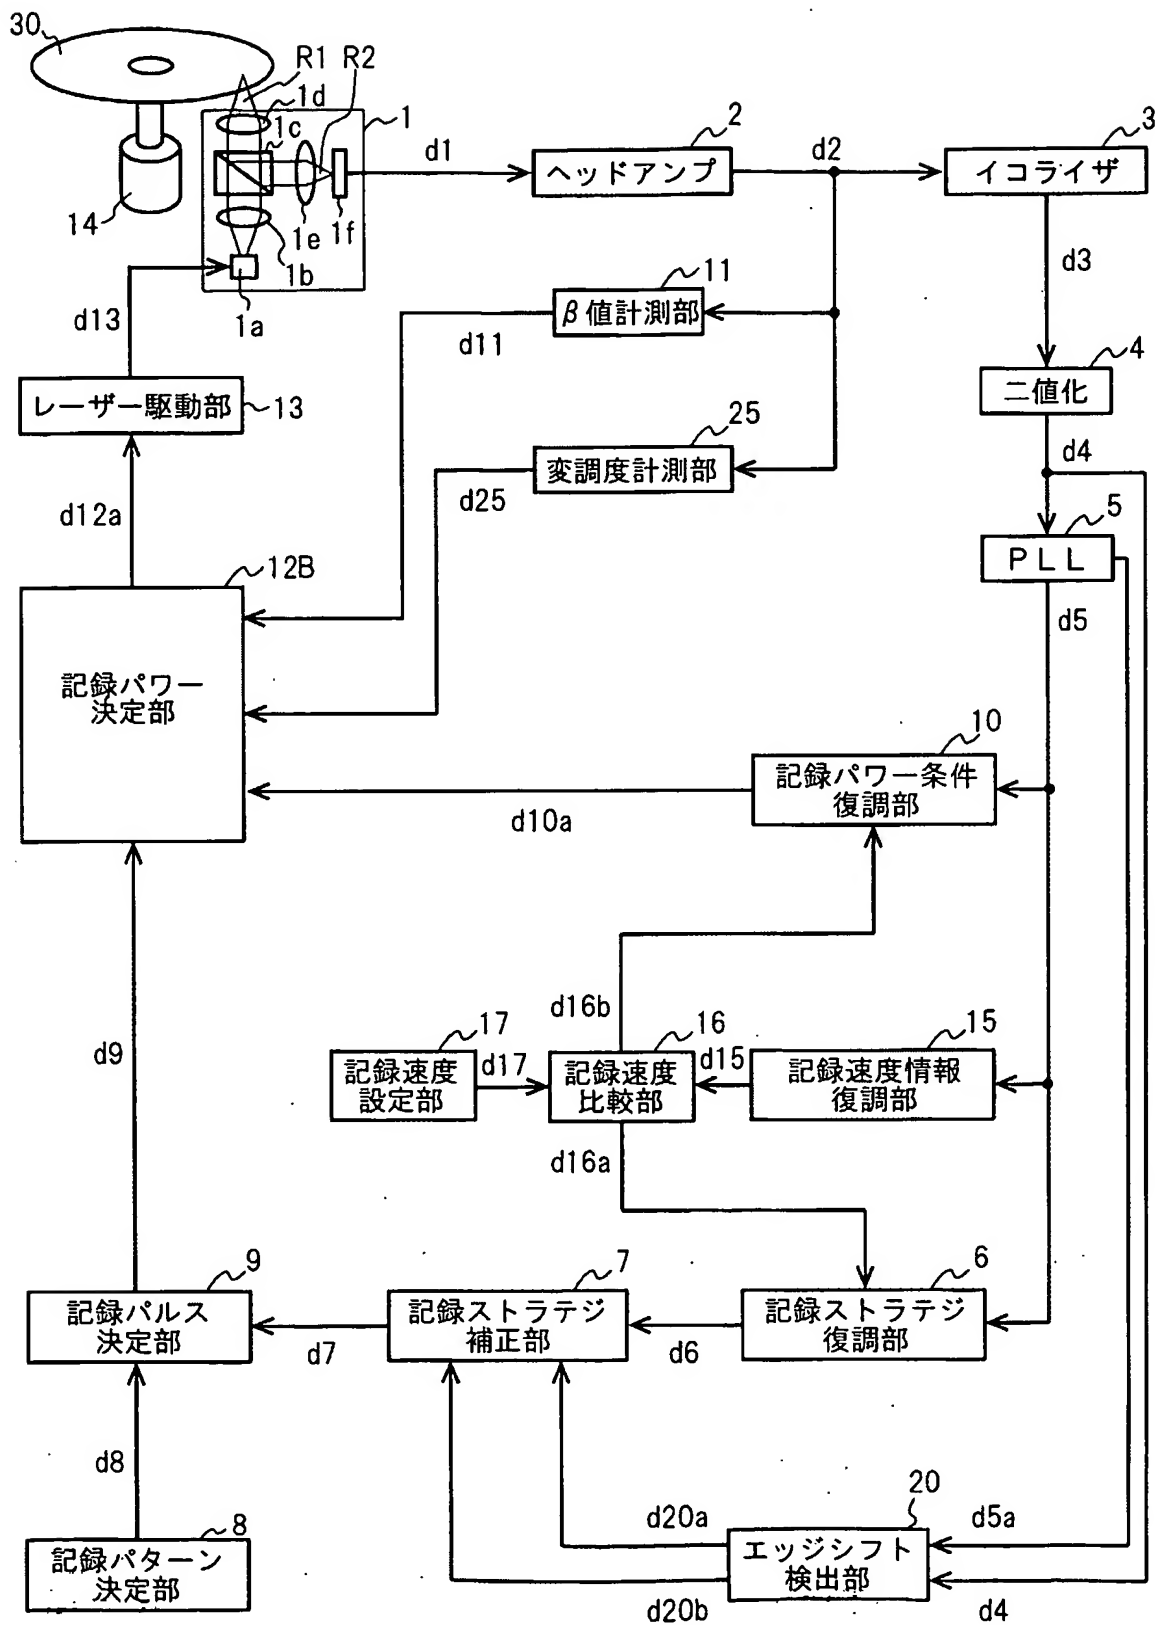 30
R1
R2
1d
1c
1
2
3
d1
ヘッドアンプ
d2
イコライザ
14
1e
1f
1b
1a
d3
11
β値計測部
d13
d11
4
二値化
レーザー駆動部
13
25
変調度計測部
d4
d25
d12a
5
PLL
12B
d5
記録パワー
決定部
10
記録パワー条件
復調部
d10a
d16b
17
16
15
d9
記録速度
設定部
d17
記録速度
比較部
d15
記録速度情報
復調部
d16a
9
7
6
記録パルス
決定部
d7
記録ストラテジ
補正部
d6
記録ストラテジ
復調部
d8
8
記録パターン
決定部
20
d20a
d5a
エッジシフト
検出部
d20b
d4